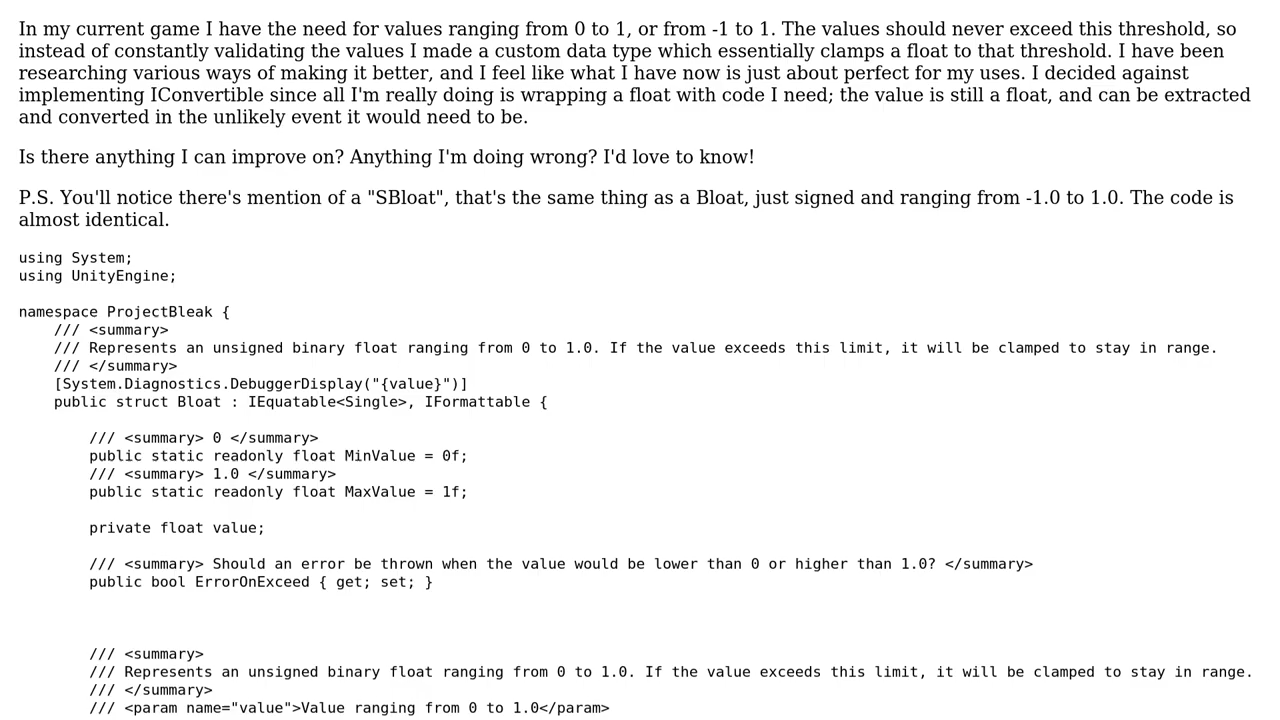 In my current game I have the need for values ranging from 0 to 1, or from -1 to 1. The values should never exceed this threshold, so
instead of constantly validating the values I made a custom data type which essentially clamps a float to that threshold. I have been
researching various ways of making it better, and I feel like what I have now is just about perfect for my uses. I decided against
implementing IConvertible since all I'm really doing is wrapping a float with code I need; the value is still a float, and can be extracted
and converted in the unlikely event it would need to be.
Is there anything I can improve on? Anything I'm doing wrong? I'd love to know!
P.S. You'll notice there's mention of a "SBloat", that's the same thing as a Bloat, just signed and ranging from -1.0 to 1.0. The code is
almost identical.
using System;
using UnityEngine;
namespace ProjectBleak {
/// <summary>
/// Represents an unsigned binary float ranging from 0 to 1.0. If the value exceeds this limit, it will be clamped to stay in range.
/// </summary>
[System.Diagnostics.DebuggerDisplay("{value}")]
public struct Bloat : IEquatable<Single>, IFormattable {
/// <summary> 0 </summary>
public static readonly float MinValue = 0f;
/// <summary> 1.0 </summary>
public static readonly float MaxValue = 1f;
private float value;
/// <summary> Should an error be thrown when the value would be lower than 0 or higher than 1.0? </summary>
public bool ErrorOnExceed { get; set; }
/// <summary>
/// Represents an unsigned binary float ranging from 0 to 1.0. If the value exceeds this limit, it will be clamped to stay in range.
/// </summary>
/// <param name="value">Value ranging from 0 to 1.0</param>